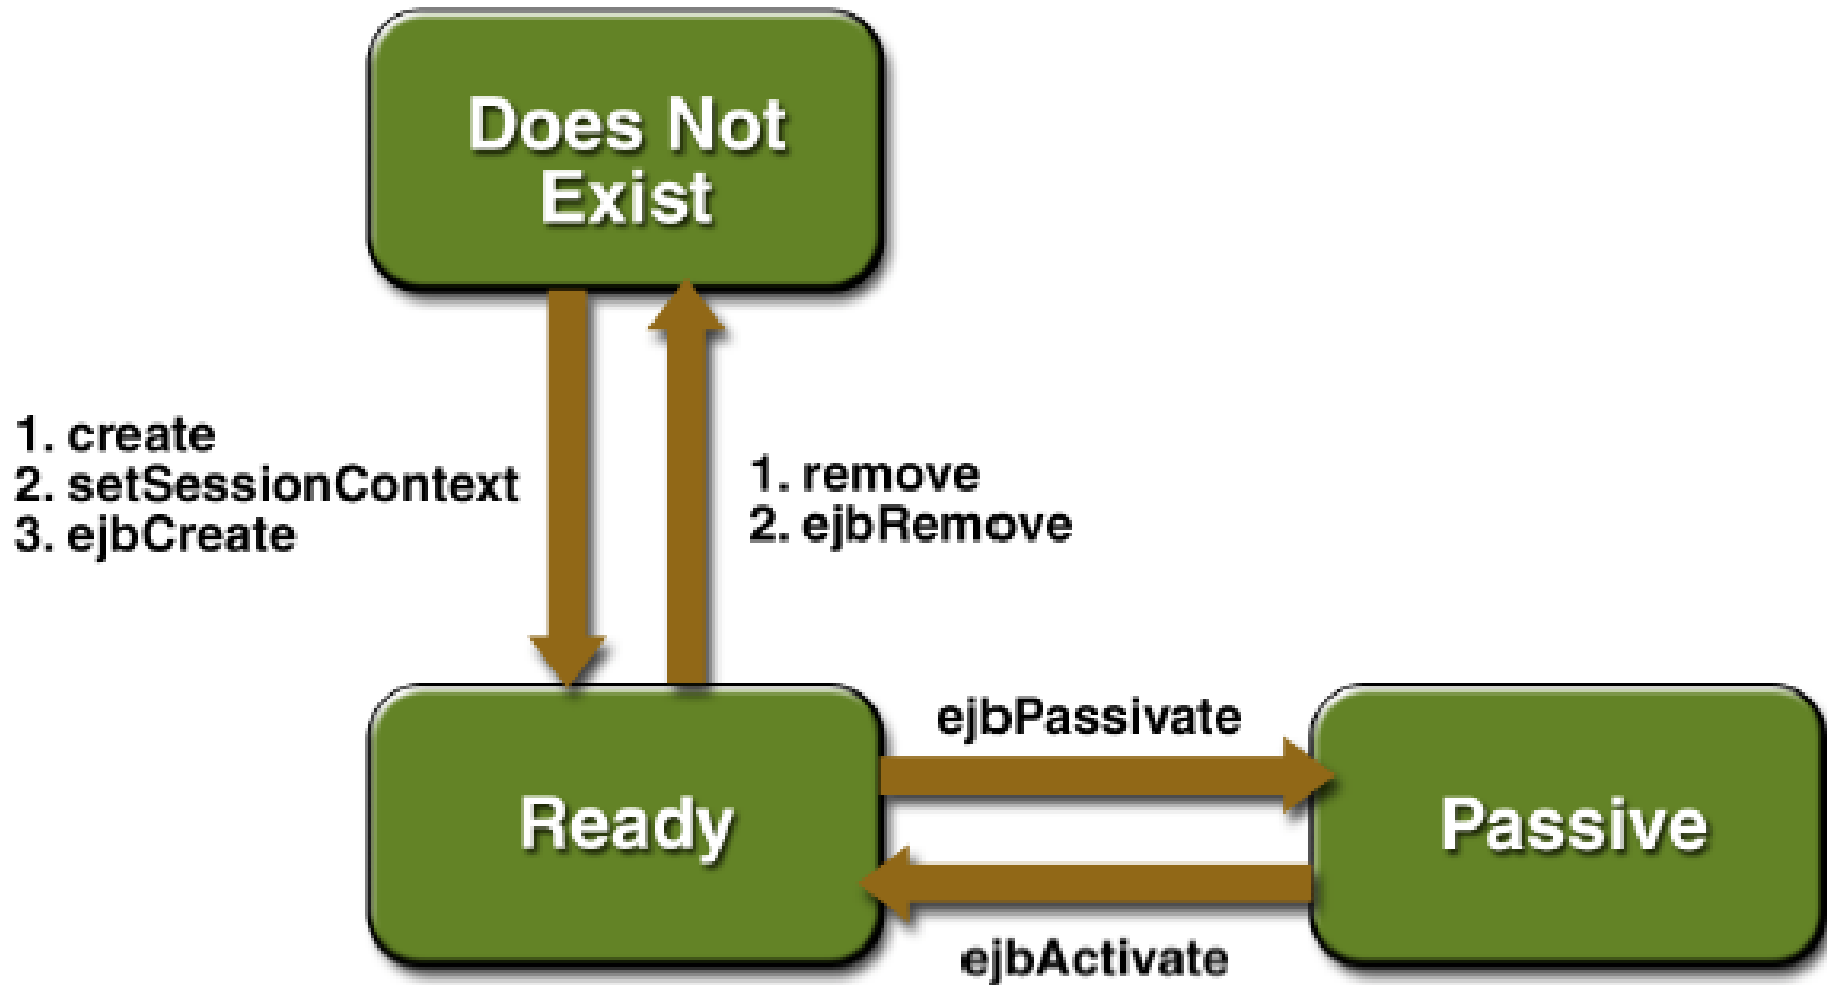 Does Not
Exist
1. create
2. setSessionContext
3. ejbCreate
1. remove
2. ejbRemove
ejbPassivate
Ready
Passive
ejbActivate